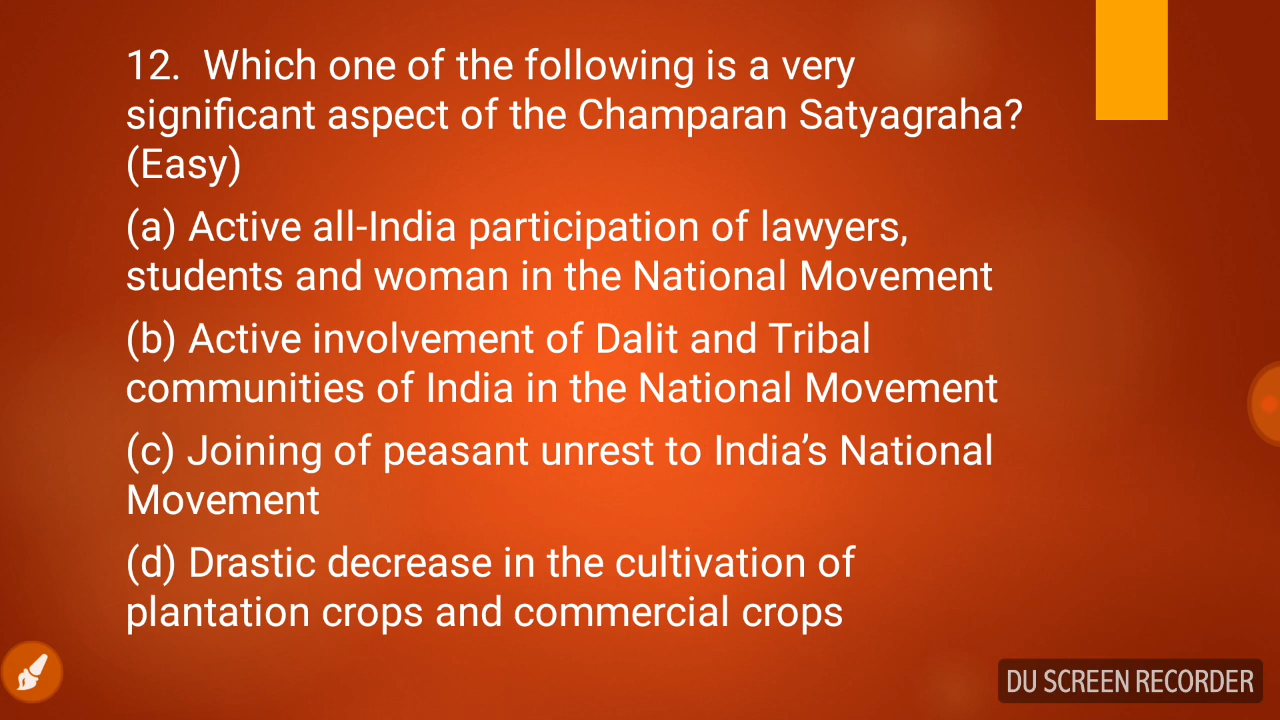 12.  Which one of the following is a very
significant aspect of the Champaran Satyagraha?
(Easy)
(a) Active all-India participation of lawyers,
students and woman in the National Movement
(b) Active involvement of Dalit and Tribal
communities of India in the National Movement
(c) Joining of peasant unrest to India’s National
Movement
(d) Drastic decrease in the cultivation of
plantation crops and commercial crops
DU SCREEN RECORDER